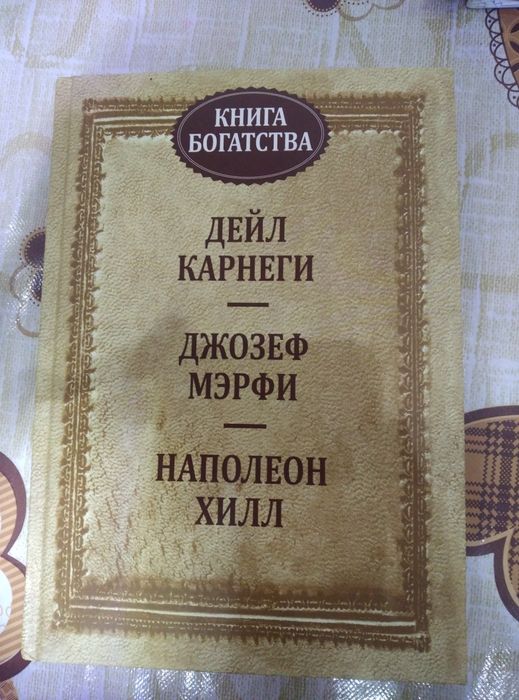 КНИГА
БОГАТСТВА
ДЕЙЛ
КАРНЕГИ
ДЖОЗЕФ
МЭРФИ
НАПОЛЕОН
ХИЛЛ